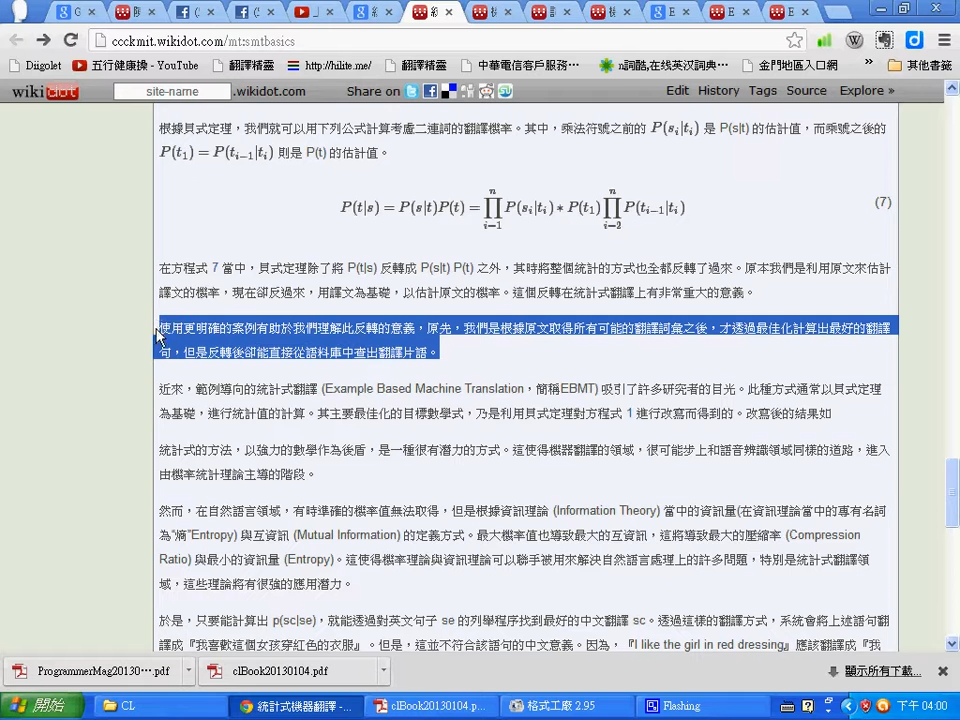 ccckmit.wikidot.com/mt:smtbasics
Diigolet 五行健康操 - YouTube 翻譯精靈 http://hilite.me/ 翻譯精靈 中華電信客戶服務… n詞酷,在线英汉詞典… 金門地區入口網 » 其他書籤
wikidot site-name .wikidot.com Share on Edit History Tags Source Explore »
根據貝式定理，我們就可以用下列公式計算考慮二連詞的翻譯機率。其中，乘法符號之前的 P(s_i|t_i) 是 P(s|t) 的估計值，而乘號之後的
P(t_1) = P(t_{i-1}|t_i) 則是 P(t) 的估計值。
P(t|s) = P(s|t)P(t) = ∏_{i-1}^{n} P(s_i|t_i) * P(t_1) ∏_{i-2}^{n} P(t_{i-1}|t_i) (7)
在方程式 7 當中，貝式定理除了將 P(t|s) 反轉成 P(s|t) P(t) 之外，其時將整個統計的方式也全都反轉了過來。原本我們是利用原文來估計
譯文的機率，現在卻反過來，用譯文為基礎，以估計原文的機率。這個反轉在統計式翻譯上有非常重大的意義。
使用更明確的案例有助於我們理解此反轉的意義，原先，我們是根據原文取得所有可能的翻譯詞彙之後，才透過最佳化計算出最好的翻譯
句，但是反轉後卻能直接從語料庫中查出翻譯片語。
近來，範例導向的統計式翻譯 (Example Based Machine Translation，簡稱EBMT) 吸引了許多研究者的目光。此種方式通常以貝式定理
為基礎，進行統計值的計算。其主要最佳化的目標數學式，乃是利用貝式定理對方程式 1 進行改寫而得到的。改寫後的結果如
統計式的方法，以強力的數學作為後盾，是一種很有潛力的方式。這使得機器翻譯的領域，很可能步上和語音辨識領域同樣的道路，進入
由機率統計理論主導的階段。
然而，在自然語言領域，有時準確的機率值無法取得，但是根據資訊理論 (Information Theory) 當中的資訊量(在資訊理論當中的專有名詞
為“熵”Entropy) 與互資訊 (Mutual Information) 的定義方式。最大機率值也導致最大的互資訊，這將導致最大的壓縮率 (Compression
Ratio) 與最小的資訊量 (Entropy)。這使得機率理論與資訊理論可以聯手被用來解決自然語言處理上的許多問題，特別是統計式翻譯領
域，這些理論將有很強的應用潛力。
於是，只要能計算出 p(sc|se)，就能透過對英文句子 se 的列舉程序找到最好的中文翻譯 sc。透過這樣的翻譯方式，系統會將上述語句翻
譯成『我喜歡這個女孩穿紅色的衣服』。但是，這並不符合該語句的中文意義。因為，『I like the girl in red dressing』應該翻譯成『我
ProgrammerMag20130⋯.pdf clBook20130104.pdf 顯示所有下載...
開始 CL 統計式機器翻譯 -... clBook20130104.p... 格式工廠 2.95 Flashing 下午 04:00